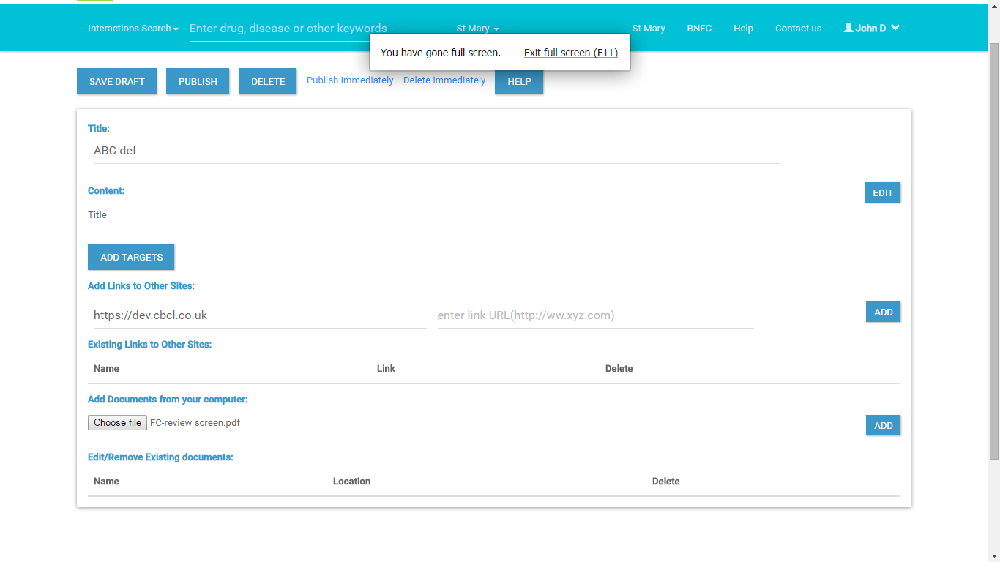 Interactions Search Enter drug, disease or other keywords St Mary St Mary BNFC Help Contact us John D
You have gone full screen. Exit full screen (F11)
SAVE DRAFT PUBLISH DELETE Publish immediately Delete immediately HELP
Title:
ABC def
Content: EDIT
Title
ADD TARGETS
Add Links to Other Sites:
https://dev.cbcl.co.uk enter link URL(http://ww.xyz.com) ADD
Existing Links to Other Sites:
Name Link Delete
Add Documents from your computer:
Choose file FC-review screen.pdf ADD
Edit/Remove Existing documents:
Name Location Delete